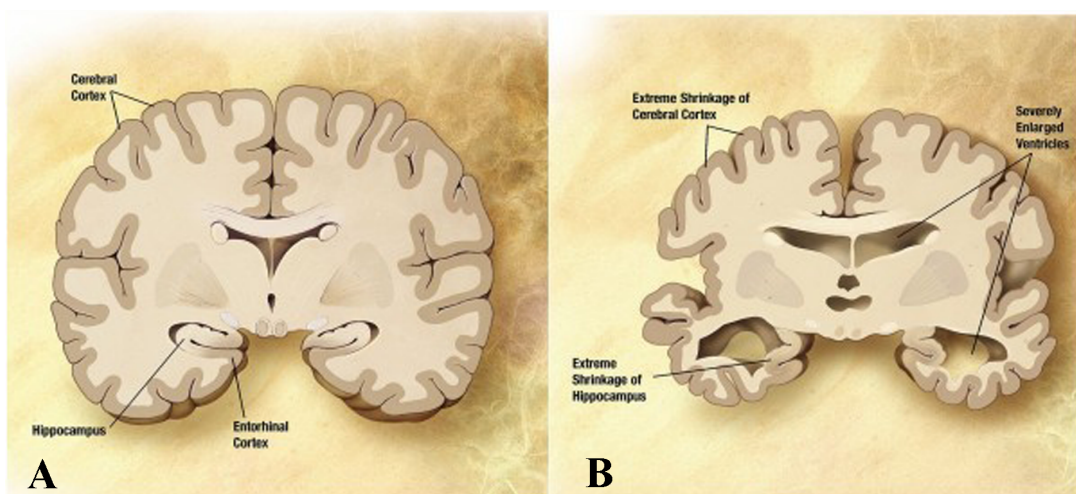 Cerebral
Cortex
Hippocampus
Entorhinal
Cortex
A
Extreme Shrinkage of
Cerebral Cortex
Severely
Enlarged
Ventricles
Extreme
Shrinkage of
Hippocampus
B